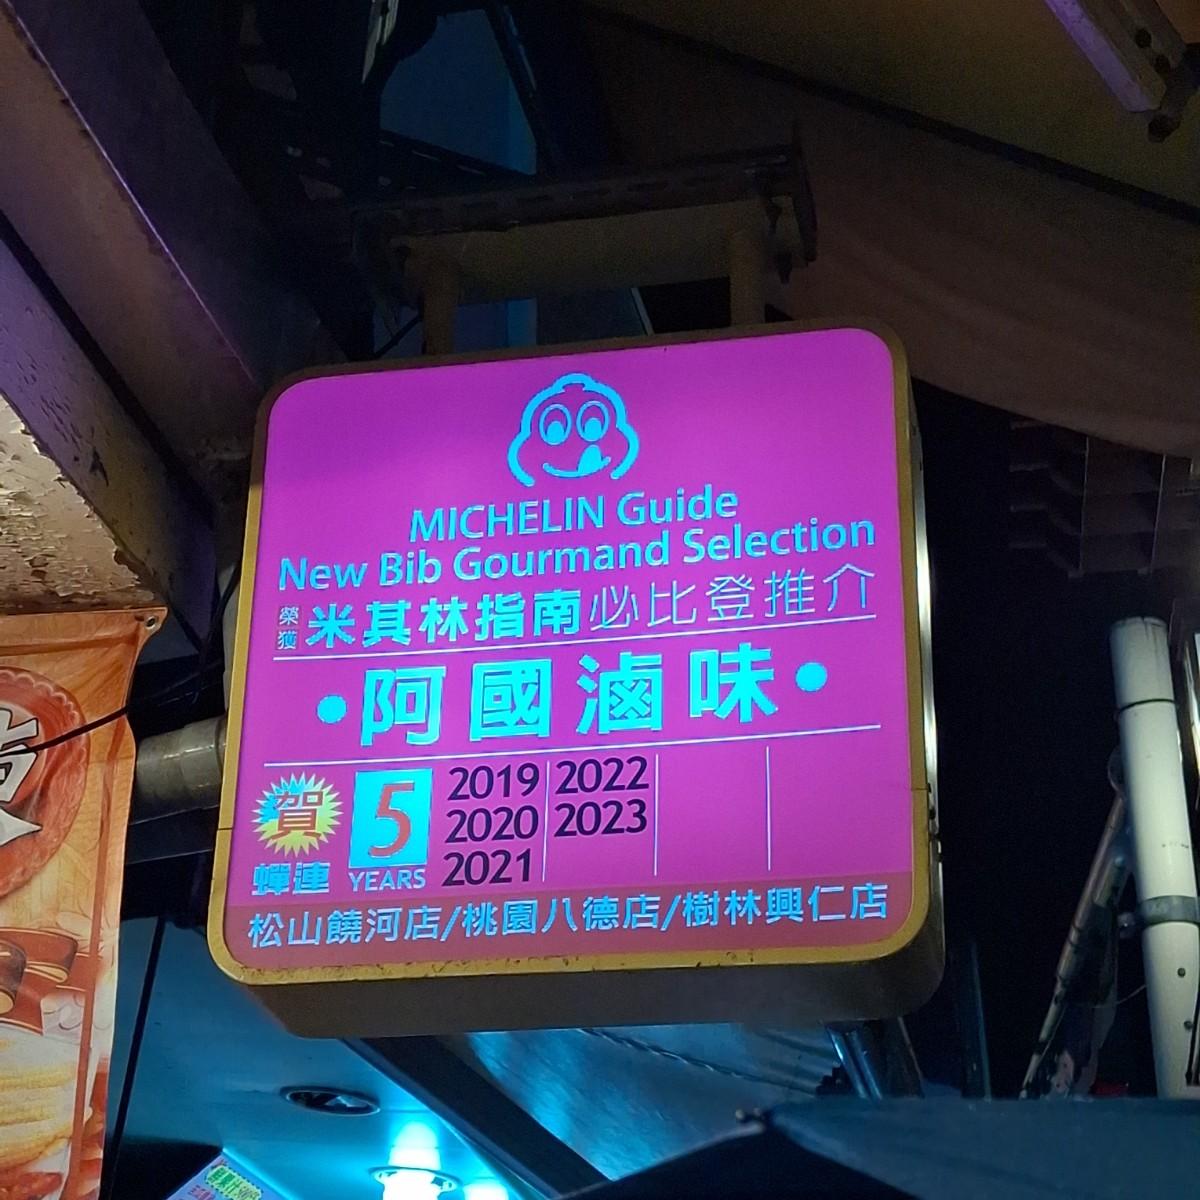 MICHELIN Guide
New Bib Gourmand Selection
榮獲 米其林指南必比登推介
•阿國滷味•
賀
蟬連
5
YEARS
2019
2020
2021
2022
2023
松山饒河店/桃園八德店/樹林興仁店